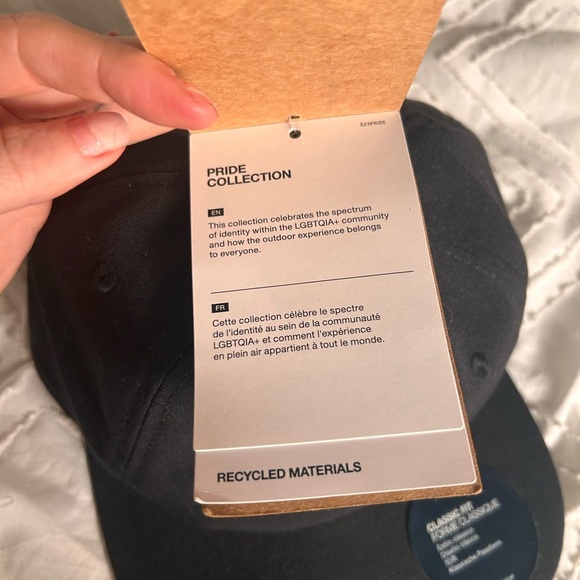 S23PRIDE
PRIDE
COLLECTION
EN
This collection celebrates the spectrum
of identity within the LGBTQIA+ community
and how the outdoor experience belongs
to everyone.
FR
Cette collection célèbre le spectre
de l'identité au sein de la communauté
LGBTQIA+ et comment l'expérience
en plein air appartient à tout le monde.
RECYCLED MATERIALS
CLASSIC FIT
FORME CLASSIQUE